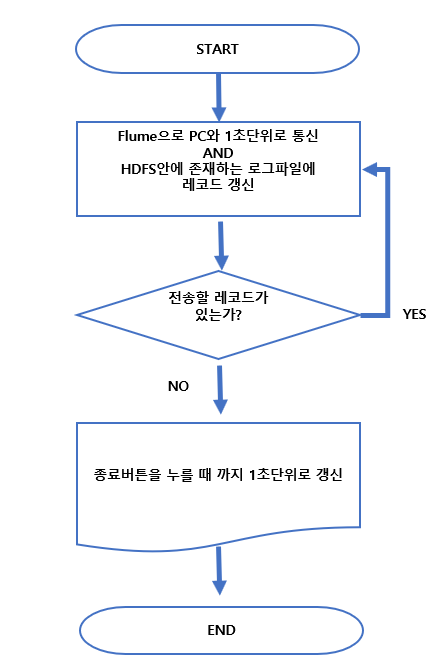 START
Flume으로 PC와 1초단위로 통신
AND
HDFS안에 존재하는 로그파일에
레코드 갱신
전송할 레코드가
있는가?
YES
NO
종료버튼을 누를 때 까지 1초단위로 갱신
END